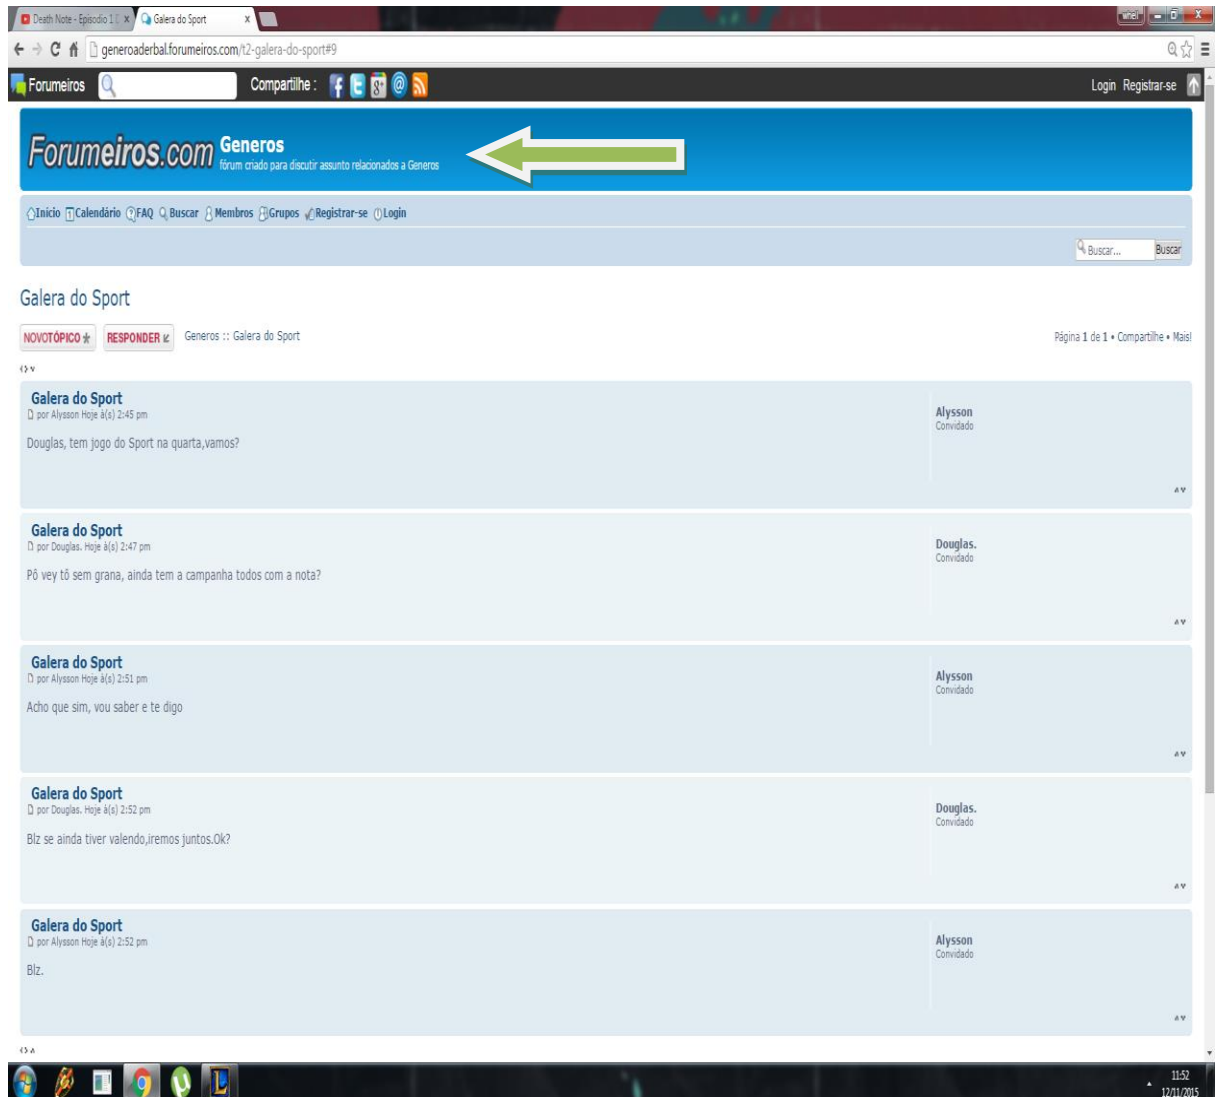 Death Note - Episodio 1 Galera do Sport
generoaderbal.forumeiros.com/t2-galera-do-sport#9
Forumeiros Compartilhe : Login Registrar-se
Forumeiros.com Generos
fórum criado para discutir assunto relacionados a Generos
Início Calendário FAQ Buscar Membros Grupos Registrar-se Login
Buscar... Buscar
Galera do Sport
NOVOTÓPICO RESPONDER Generos :: Galera do Sport Página 1 de 1 • Compartilhe • Mais!
Galera do Sport
por Alysson Hoje à(s) 2:45 pm
Alysson
Convidado
Douglas, tem jogo do Sport na quarta,vamos?
Galera do Sport
por Douglas. Hoje à(s) 2:47 pm
Douglas.
Convidado
Pô vey tô sem grana, ainda tem a campanha todos com a nota?
Galera do Sport
por Alysson Hoje à(s) 2:51 pm
Alysson
Convidado
Acho que sim, vou saber e te digo
Galera do Sport
por Douglas. Hoje à(s) 2:52 pm
Douglas.
Convidado
Blz se ainda tiver valendo,iremos juntos.Ok?
Galera do Sport
por Alysson Hoje à(s) 2:52 pm
Alysson
Convidado
Blz.
11:52
12/11/2015